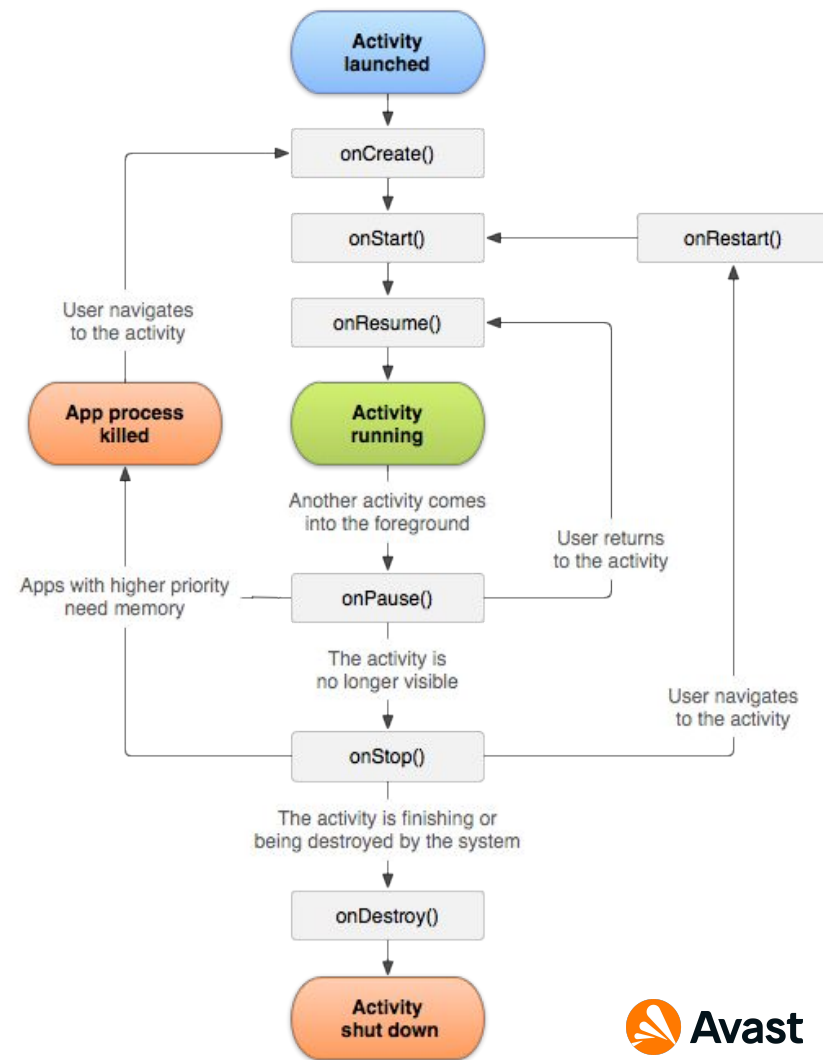 Activity
launched
onCreate()
onStart()
onRestart()
onResume()
User navigates
to the activity
App process
killed
Activity
running
Another activity comes
into the foreground
User returns
to the activity
Apps with higher priority
need memory
onPause()
The activity is
no longer visible
User navigates
to the activity
onStop()
The activity is finishing or
being destroyed by the system
onDestroy()
Activity
shut down
Avast